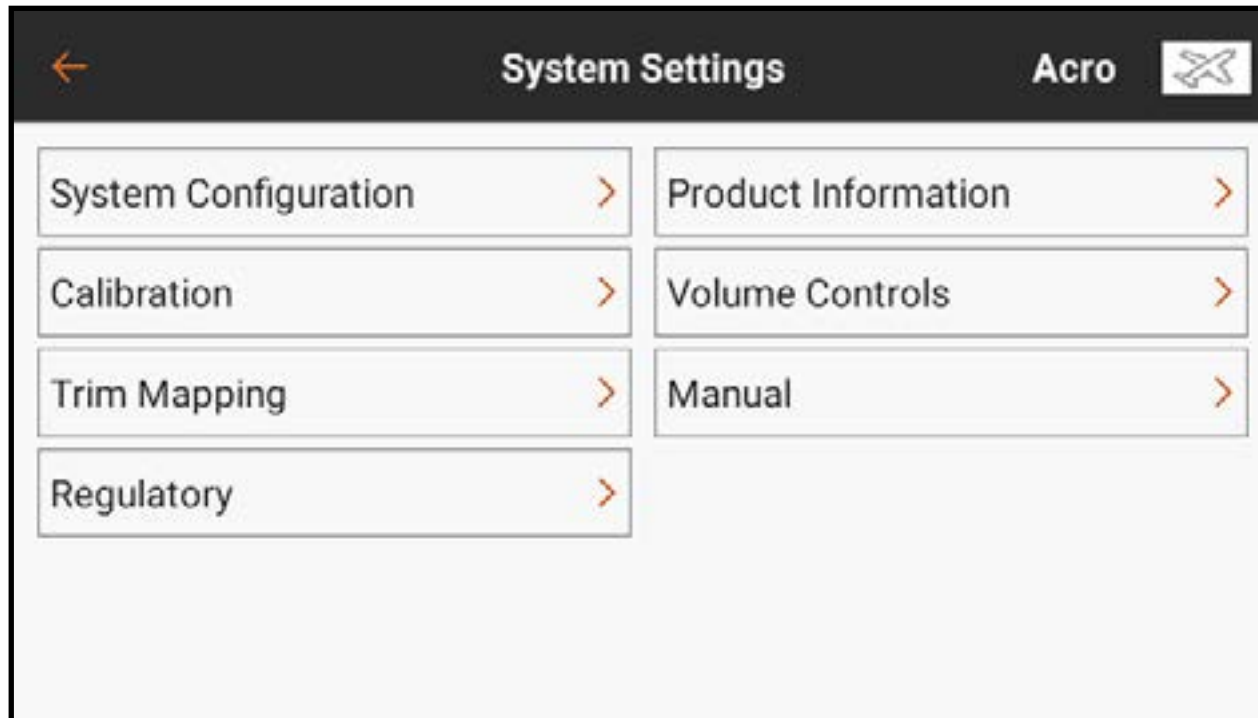 System Settings Acro
System Configuration
Product Information
Calibration
Volume Controls
Trim Mapping
Manual
Regulatory